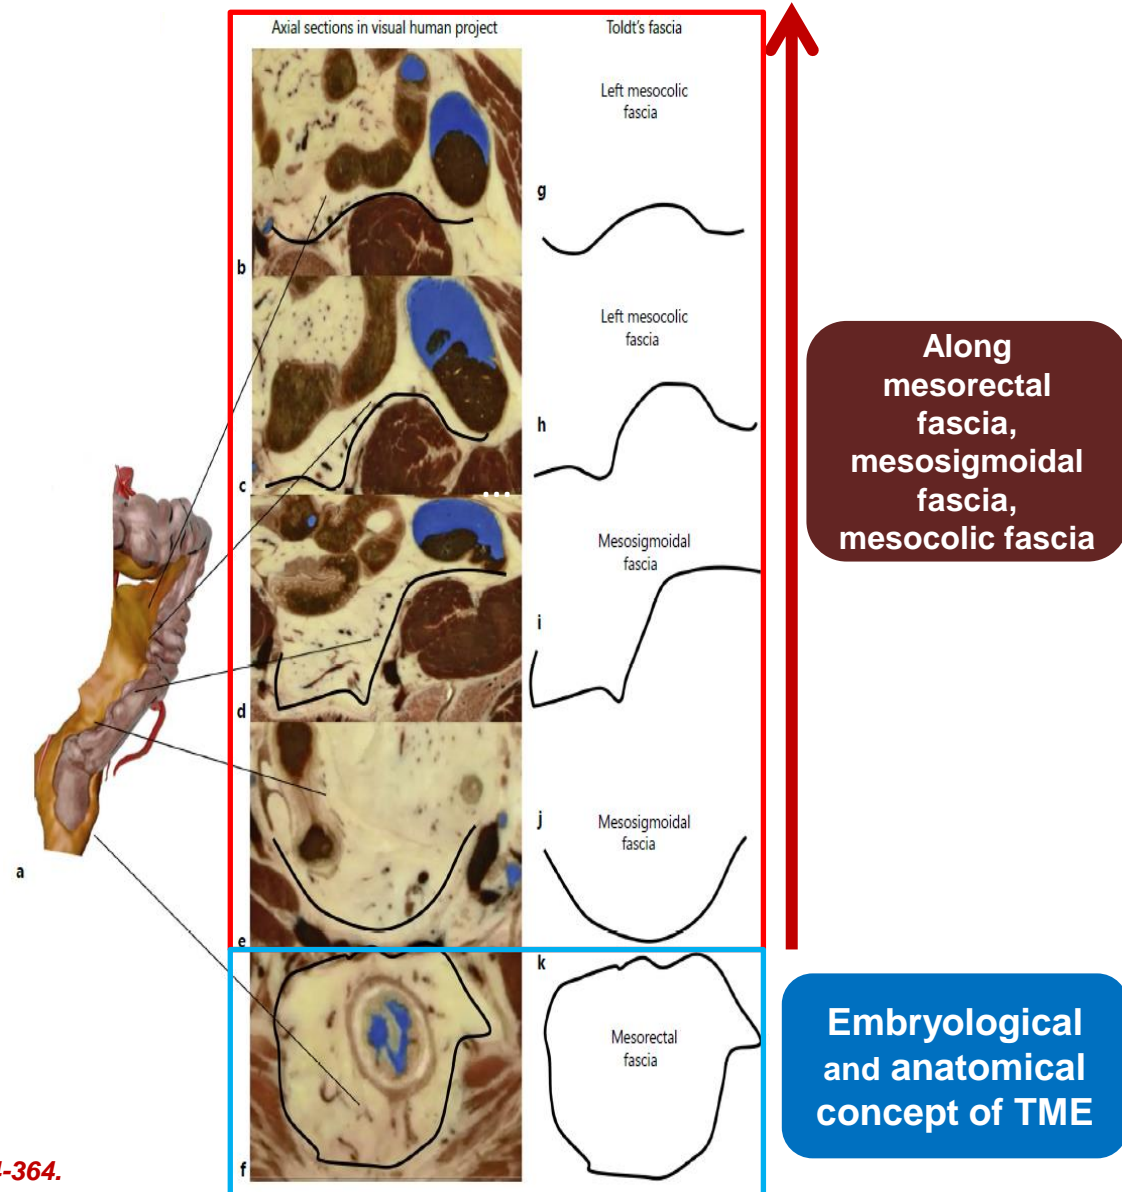 Axial sections in visual human project
Toldt's fascia
Left mesocolic
fascia
g
b
Left mesocolic
fascia
h
c
...
Mesosigmoidal
fascia
i
d
j
Mesosigmoidal
fascia
e
a
k
Mesorectal
fascia
f
Along
mesorectal
fascia,
mesosigmoidal
fascia,
mesocolic fascia
Embryological
and anatomical
concept of TME
-364.